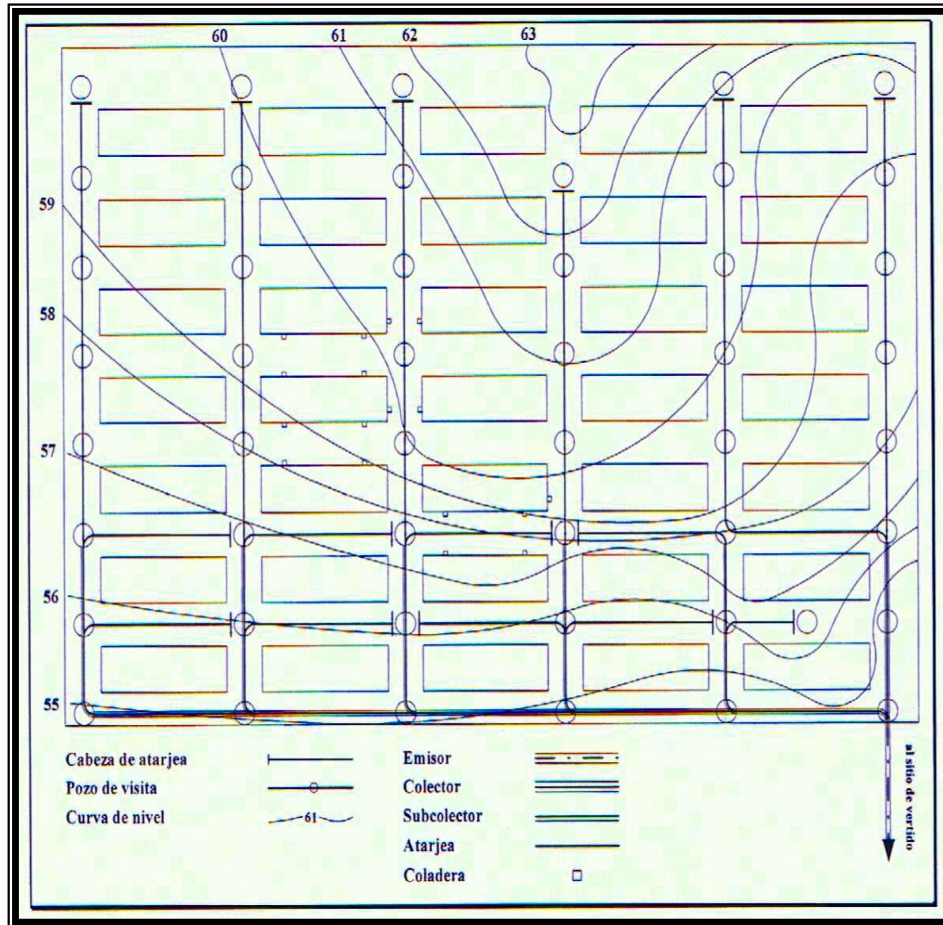 60 61 62 63
59
58
57
56
55
Cabeza de atarjea
Pozo de visita
Curva de nivel
61
Emisor
Colector
Subcolector
Atarjea
Coladera
al sitio de vertido